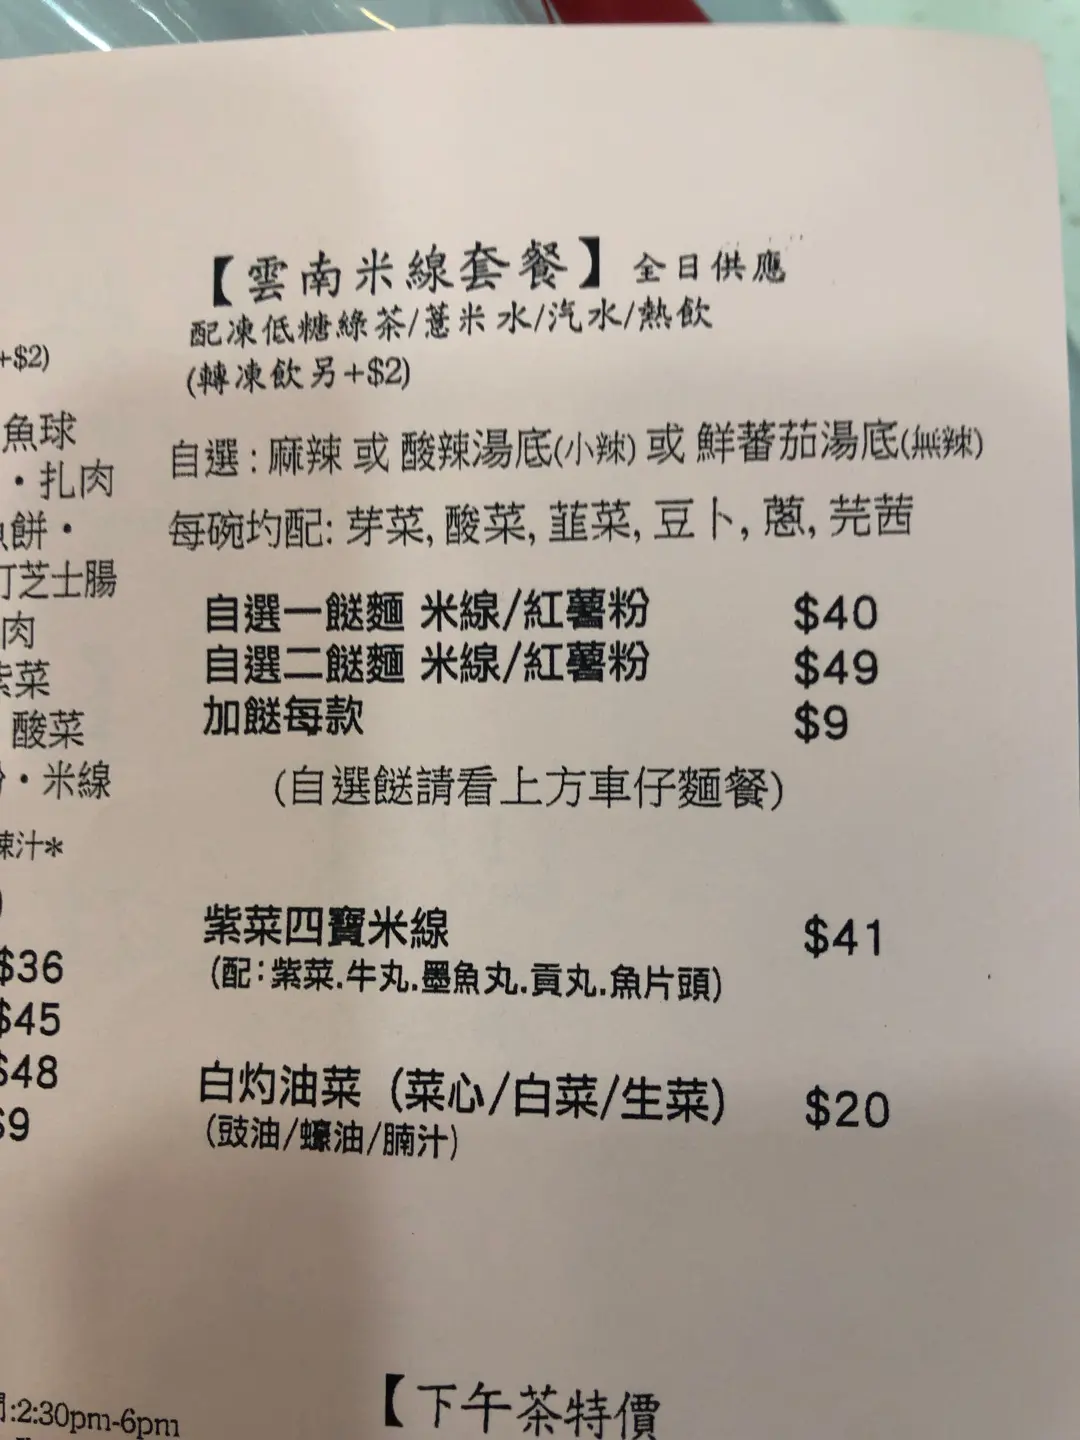 +$2)
魚球
・扎肉
魚餅・
芝士腸
肉
紫菜
酸菜
・米線
辣汁*
)
$36
$45
$48
$9
:2:30pm-6pm
【雲南米線套餐】 全日供應
配凍低糖綠茶/薏米水/汽水/熱飲
(轉凍飲另+$2)
自選：麻辣 或 酸辣湯底(小辣) 或 鮮蕃茄湯底(無辣)
每碗圴配: 芽菜, 酸菜, 韮菜, 豆卜, 蔥, 芫茜
自選一餸麵 米線/紅薯粉 $40
自選二餸麵 米線/紅薯粉 $49
加餸每款 $9
(自選餸請看上方車仔麵餐)
紫菜四寶米線 $41
(配：紫菜.牛丸.墨魚丸.貢丸.魚片頭)
白灼油菜 (菜心/白菜/生菜) $20
(豉油/蠔油/腩汁)
【下午茶特價